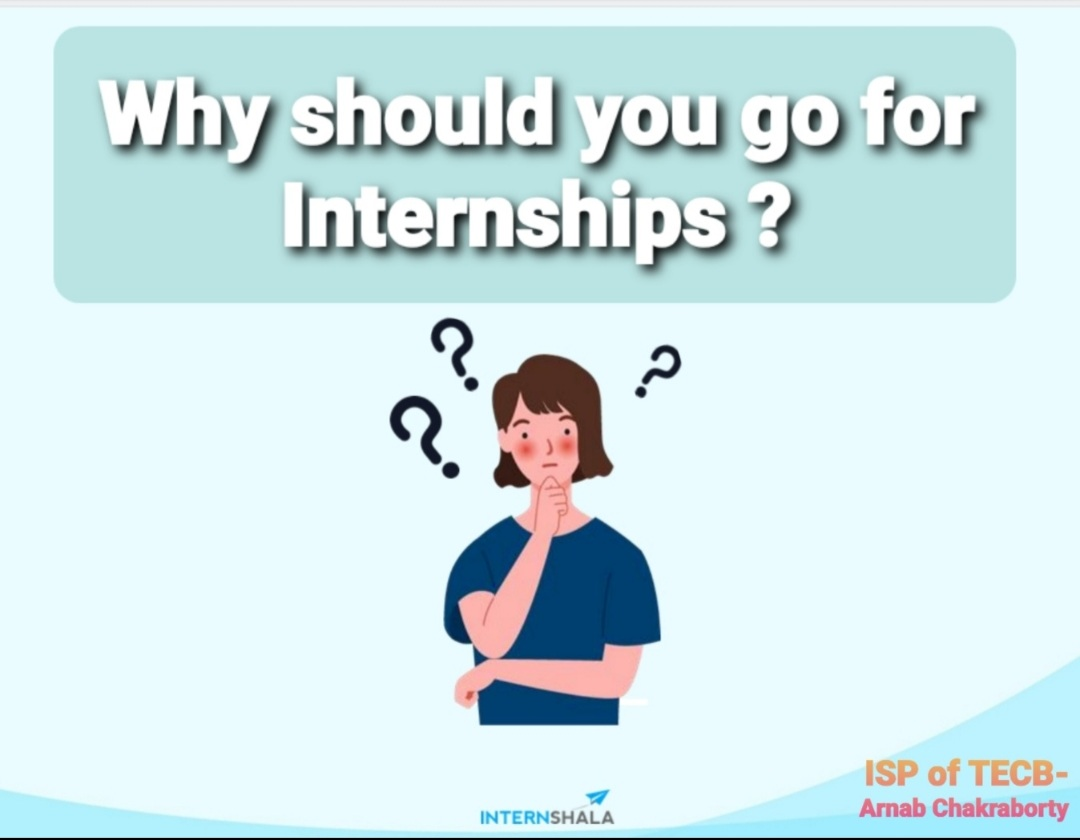 Why should you go for
Internships ?
INTERNSHALA
ISP of TECB-
Arnab Chakraborty